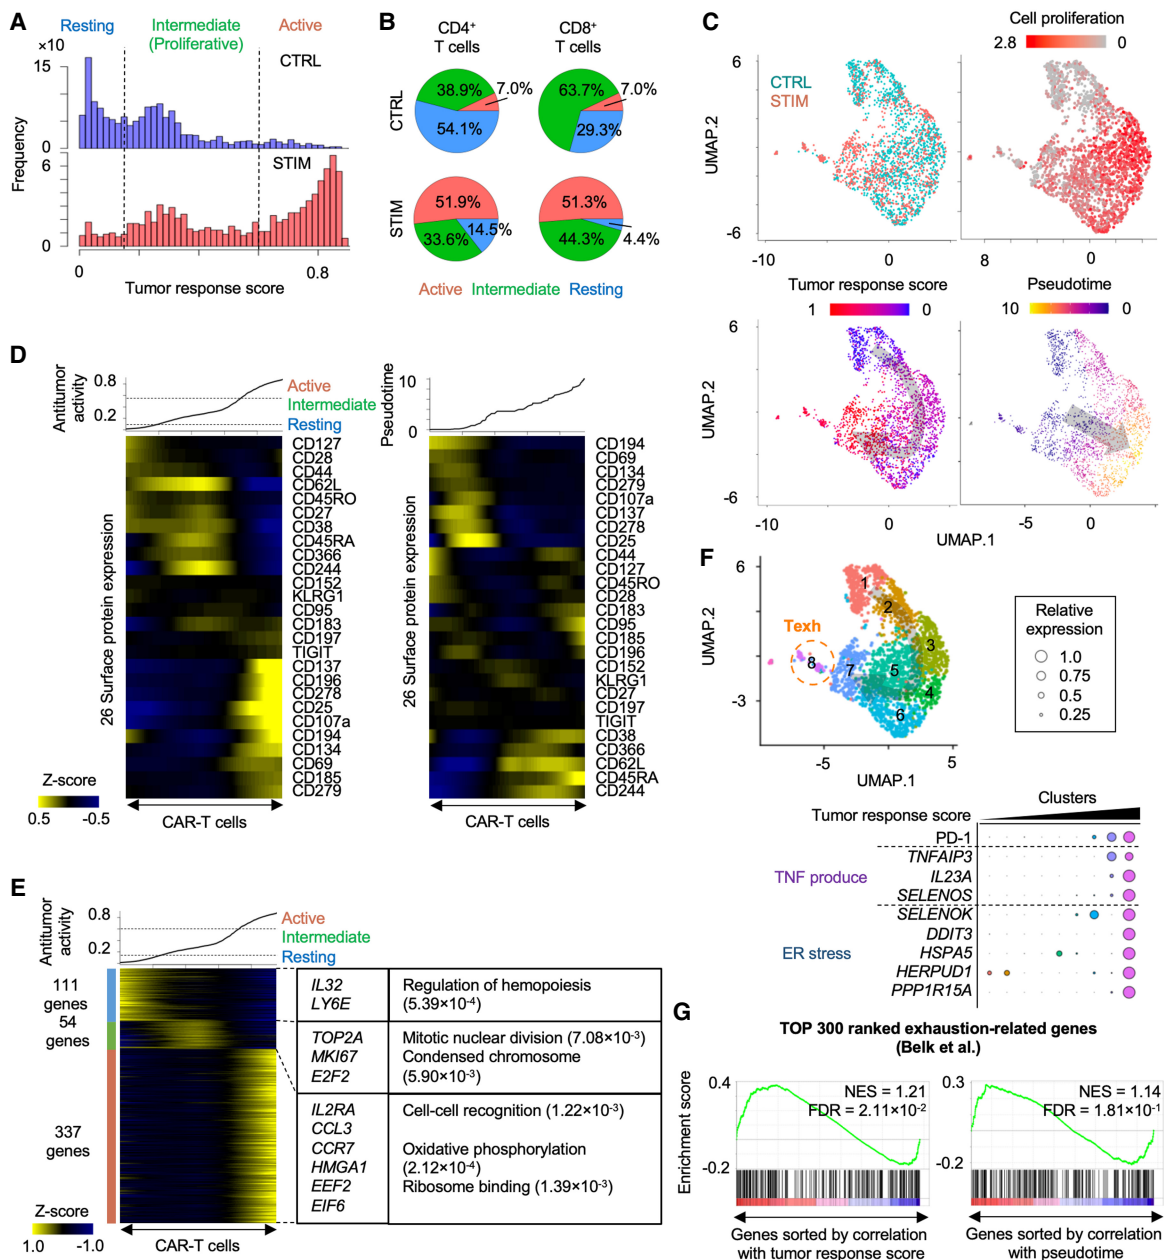 A
Resting
Intermediate
(Proliferative)
Active
×10
15
0
CTRL
6
0
STIM
Frequency
0
0.8
Tumor response score
B
CD4+
T cells
CD8+
T cells
CTRL
38.9%
7.0%
54.1%
63.7%
7.0%
29.3%
STIM
51.9%
14.5%
33.6%
51.3%
44.3%
4.4%
Active Intermediate Resting
C
Cell proliferation
2.8
0
CTRL
STIM
6
-6
UMAP.2
-10
0
8
0
Tumor response score
1
0
Pseudotime
10
0
6
-6
UMAP.2
-10
0
-5
0
UMAP.1
D
Antitumor
activity
0.8
0.2
Active
Intermediate
Resting
26 Surface protein expression
CD127
CD28
CD44
CD62L
CD45RO
CD27
CD38
CD45RA
CD366
CD244
CD152
KLRG1
CD95
CD183
CD197
TIGIT
CD137
CD196
CD278
CD25
CD107a
CD194
CD134
CD69
CD185
CD279
Z-score
0.5
-0.5
CAR-T cells
Pseudotime
10
0
26 Surface protein expression
CD194
CD69
CD134
CD279
CD107a
CD137
CD278
CD25
CD44
CD127
CD45RO
CD28
CD183
CD95
CD185
CD196
CD152
KLRG1
CD27
CD197
TIGIT
CD38
CD366
CD62L
CD45RA
CD244
CAR-T cells
E
Antitumor
activity
0.8
0.2
Active
Intermediate
Resting
111
genes
54
genes
337
genes
IL32
LY6E
Regulation of hemopoiesis
(5.39×10-4)
TOP2A
MKI67
E2F2
Mitotic nuclear division (7.08×10-3)
Condensed chromosome
(5.90×10-3)
IL2RA
CCL3
CCR7
HMGA1
EEF2
EIF6
Cell-cell recognition (1.22×10-3)
Oxidative phosphorylation
(2.12×10-4)
Ribosome binding (1.39×10-3)
Z-score
1.0
-1.0
CAR-T cells
F
6
-3
UMAP.2
Texh
1
2
3
4
5
6
7
8
-5
5
UMAP.1
Relative
expression
1.0
0.75
0.5
0.25
Clusters
Tumor response score
PD-1
TNF produce
TNFAIP3
IL23A
SELENOS
ER stress
SELENOK
DDIT3
HSPA5
HERPUD1
PPP1R15A
G
TOP 300 ranked exhaustion-related genes
(Belk et al.)
Enrichment score
0.4
-0.2
NES = 1.21
FDR = 2.11×10-2
Genes sorted by correlation
with tumor response score
0.3
-0.2
NES = 1.14
FDR = 1.81×10-1
Genes sorted by correlation
with pseudotime